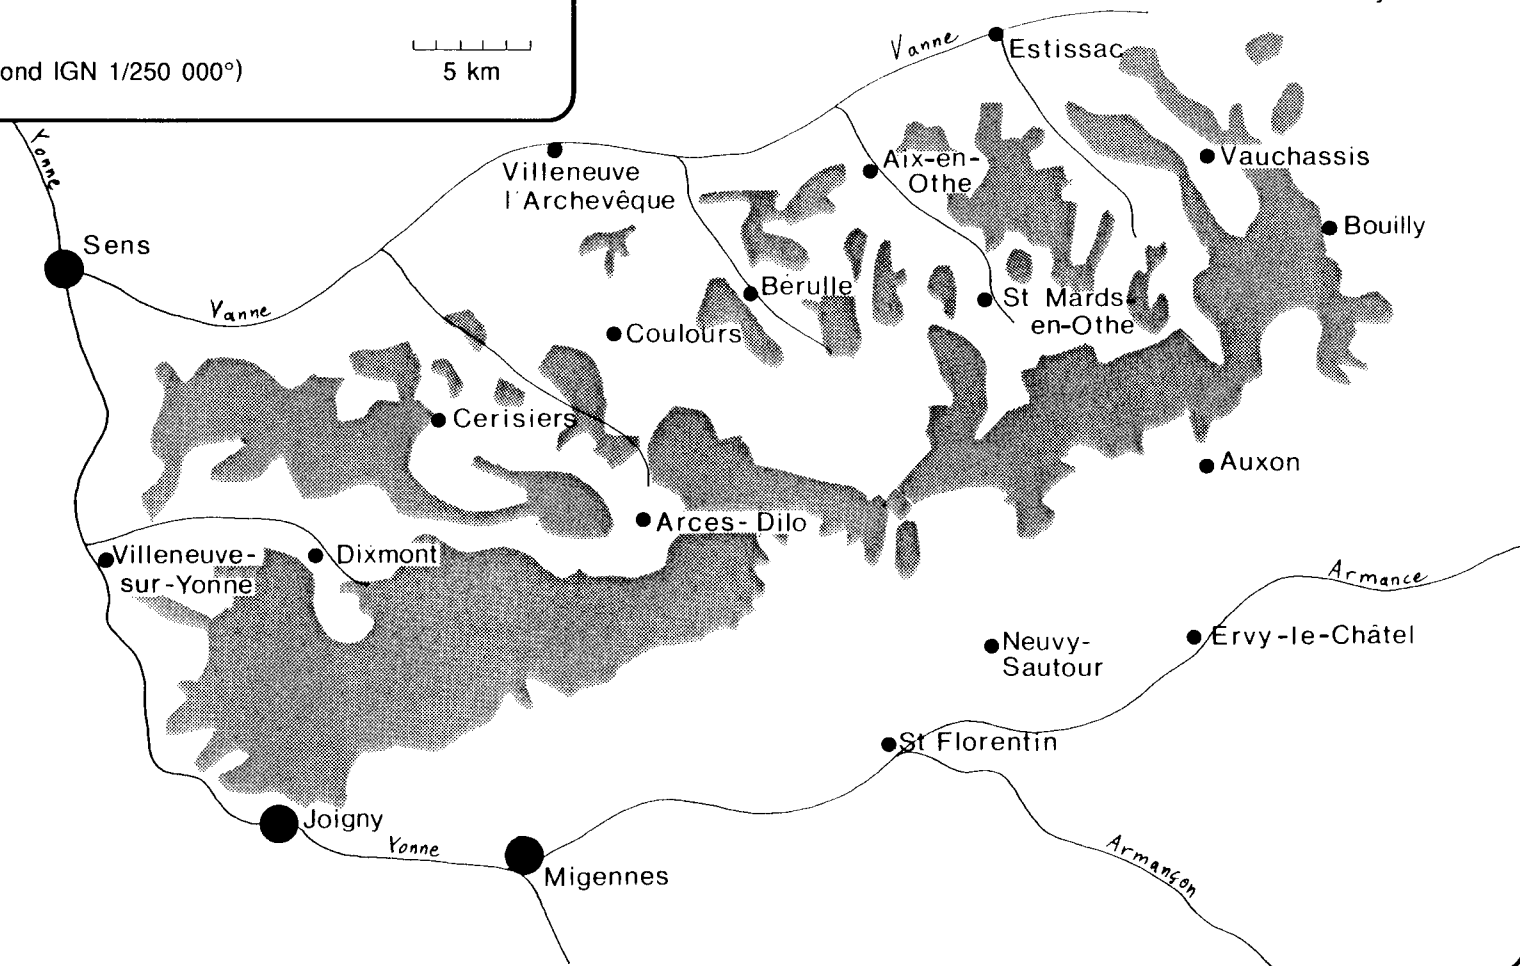 ond IGN 1/250 000°)
5 km
Vanne
Estissac
Yonne
Villeneuve
l'Archevêque
Aix-en-
Othe
Vauchassis
Bouilly
Sens
Vanne
Bérulle
St Mards-
en-Othe
Coulours
Cerisiers
Auxon
Arces-Dilo
Villeneuve-
sur-Yonne
Dixmont
Armance
Neuvy-
Sautour
Ervy-le-Châtel
St Florentin
Joigny
Yonne
Migennes
Armançon